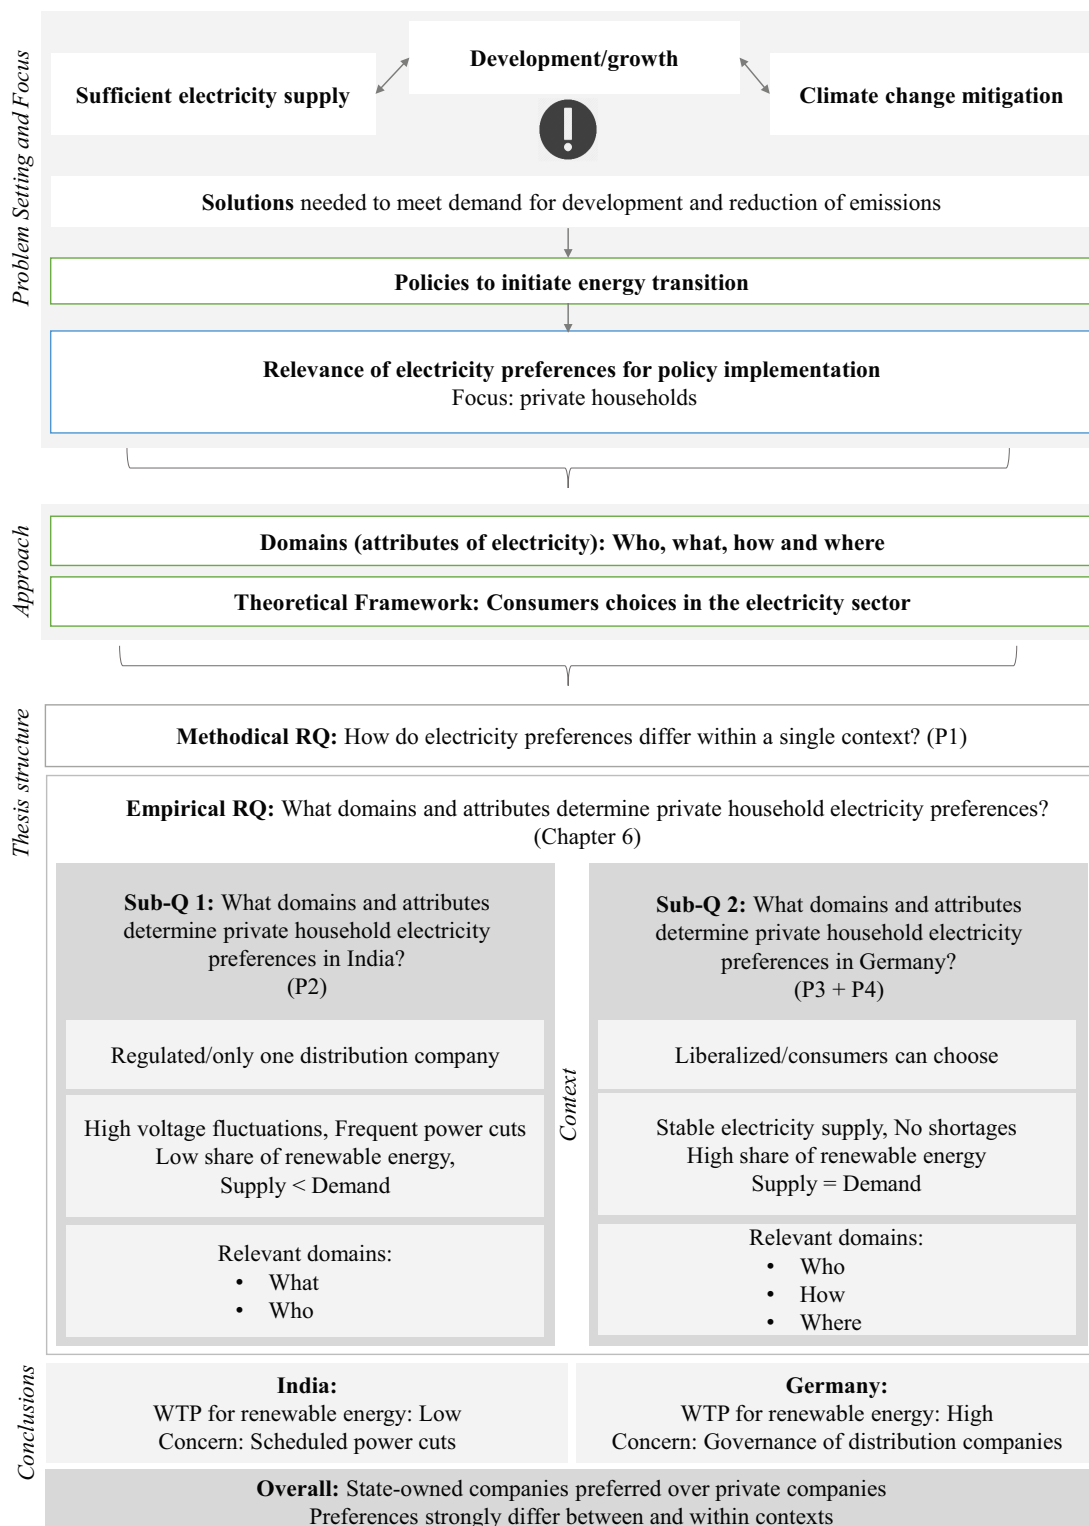 Problem Setting and Focus
Development/growth
Sufficient electricity supply
Climate change mitigation
Solutions needed to meet demand for development and reduction of emissions
Policies to initiate energy transition
Relevance of electricity preferences for policy implementation
Focus: private households
Approach
Domains (attributes of electricity): Who, what, how and where
Theoretical Framework: Consumers choices in the electricity sector
Thesis structure
Methodical RQ: How do electricity preferences differ within a single context? (P1)
Empirical RQ: What domains and attributes determine private household electricity preferences?
(Chapter 6)
Sub-Q 1: What domains and attributes
determine private household electricity
preferences in India?
(P2)
Regulated/only one distribution company
High voltage fluctuations, Frequent power cuts
Low share of renewable energy,
Supply < Demand
Relevant domains:
• What
• Who
Context
Sub-Q 2: What domains and attributes
determine private household electricity
preferences in Germany?
(P3 + P4)
Liberalized/consumers can choose
Stable electricity supply, No shortages
High share of renewable energy
Supply = Demand
Relevant domains:
• Who
• How
• Where
Conclusions
India:
WTP for renewable energy: Low
Concern: Scheduled power cuts
Germany:
WTP for renewable energy: High
Concern: Governance of distribution companies
Overall: State-owned companies preferred over private companies
Preferences strongly differ between and within contexts